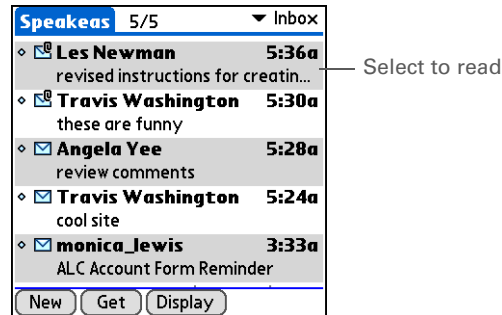 Speakeas 5/5 Inbox
Les Newman 5:36a
revised instructions for creatin...
Select to read
Travis Washington 5:30a
these are funny
Angela Yee 5:28a
review comments
Travis Washington 5:24a
cool site
monica_lewis 3:33a
ALC Account Form Reminder
New Get Display